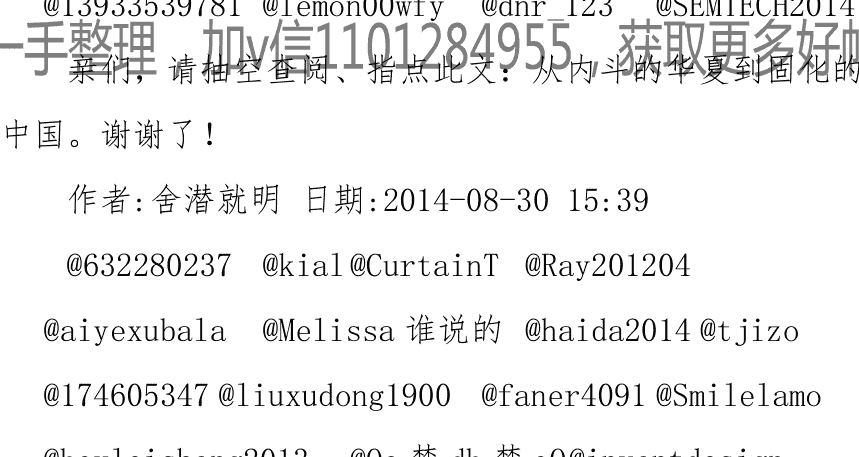 @13933539781 @lemon00wfy @dnr_123 @SEMITECH2014
一手整理 加v信1101284955，获取更多好
亲们，请抽空查阅、指点此文：从内斗的华夏到固化的
中国。谢谢了！
作者:舍潜就明 日期:2014-08-30 15:39
@632280237 @kial@CurtainT @Ray201204
@aiyexubala @Melissa谁说的 @haida2014@tjizo
@174605347@liuxudong1900 @faner4091@Smilelamo